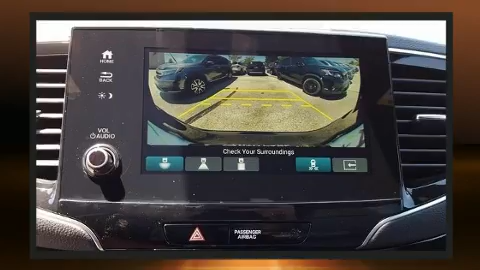 HOME
BACK
VOL
AUDIO
Check Your Surroundings
PASSENGER
AIRBAG